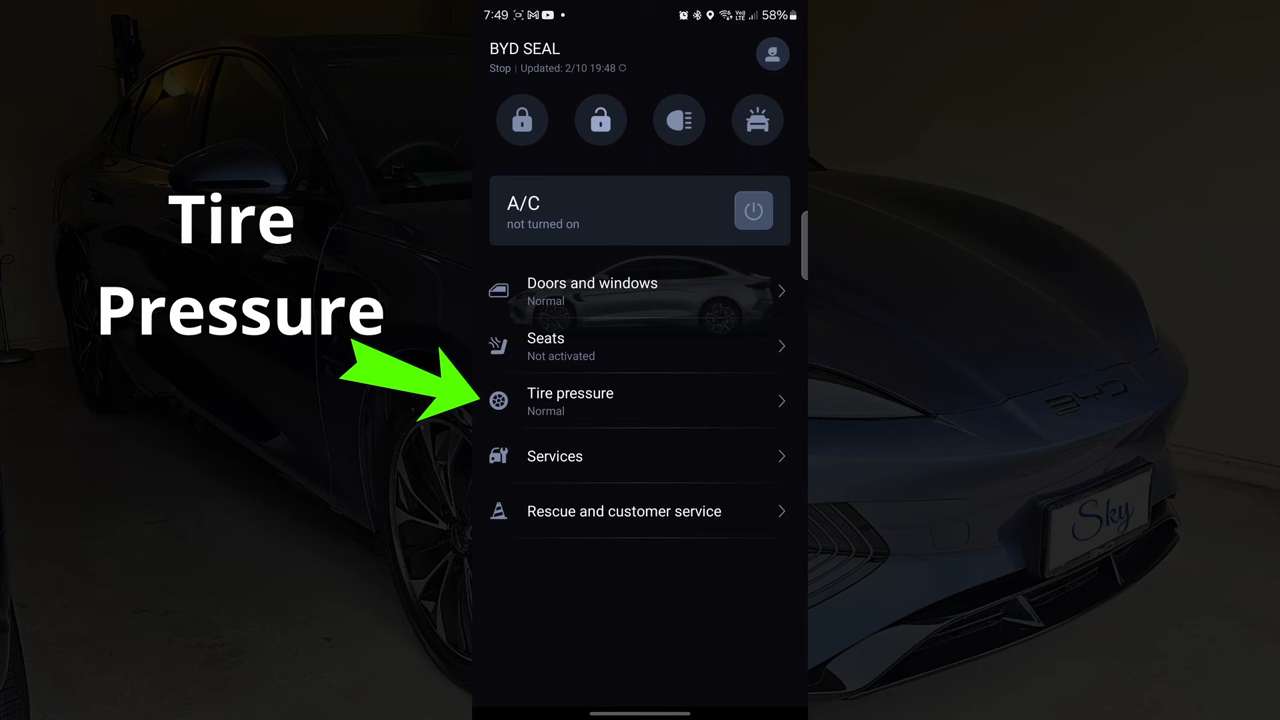 Tire
Pressure
7:49
58%
BYD SEAL
Stop | Updated: 2/10 19:48
A/C
not turned on
Doors and windows
Normal
Seats
Not activated
Tire pressure
Normal
Services
Rescue and customer service
BYD
Sky